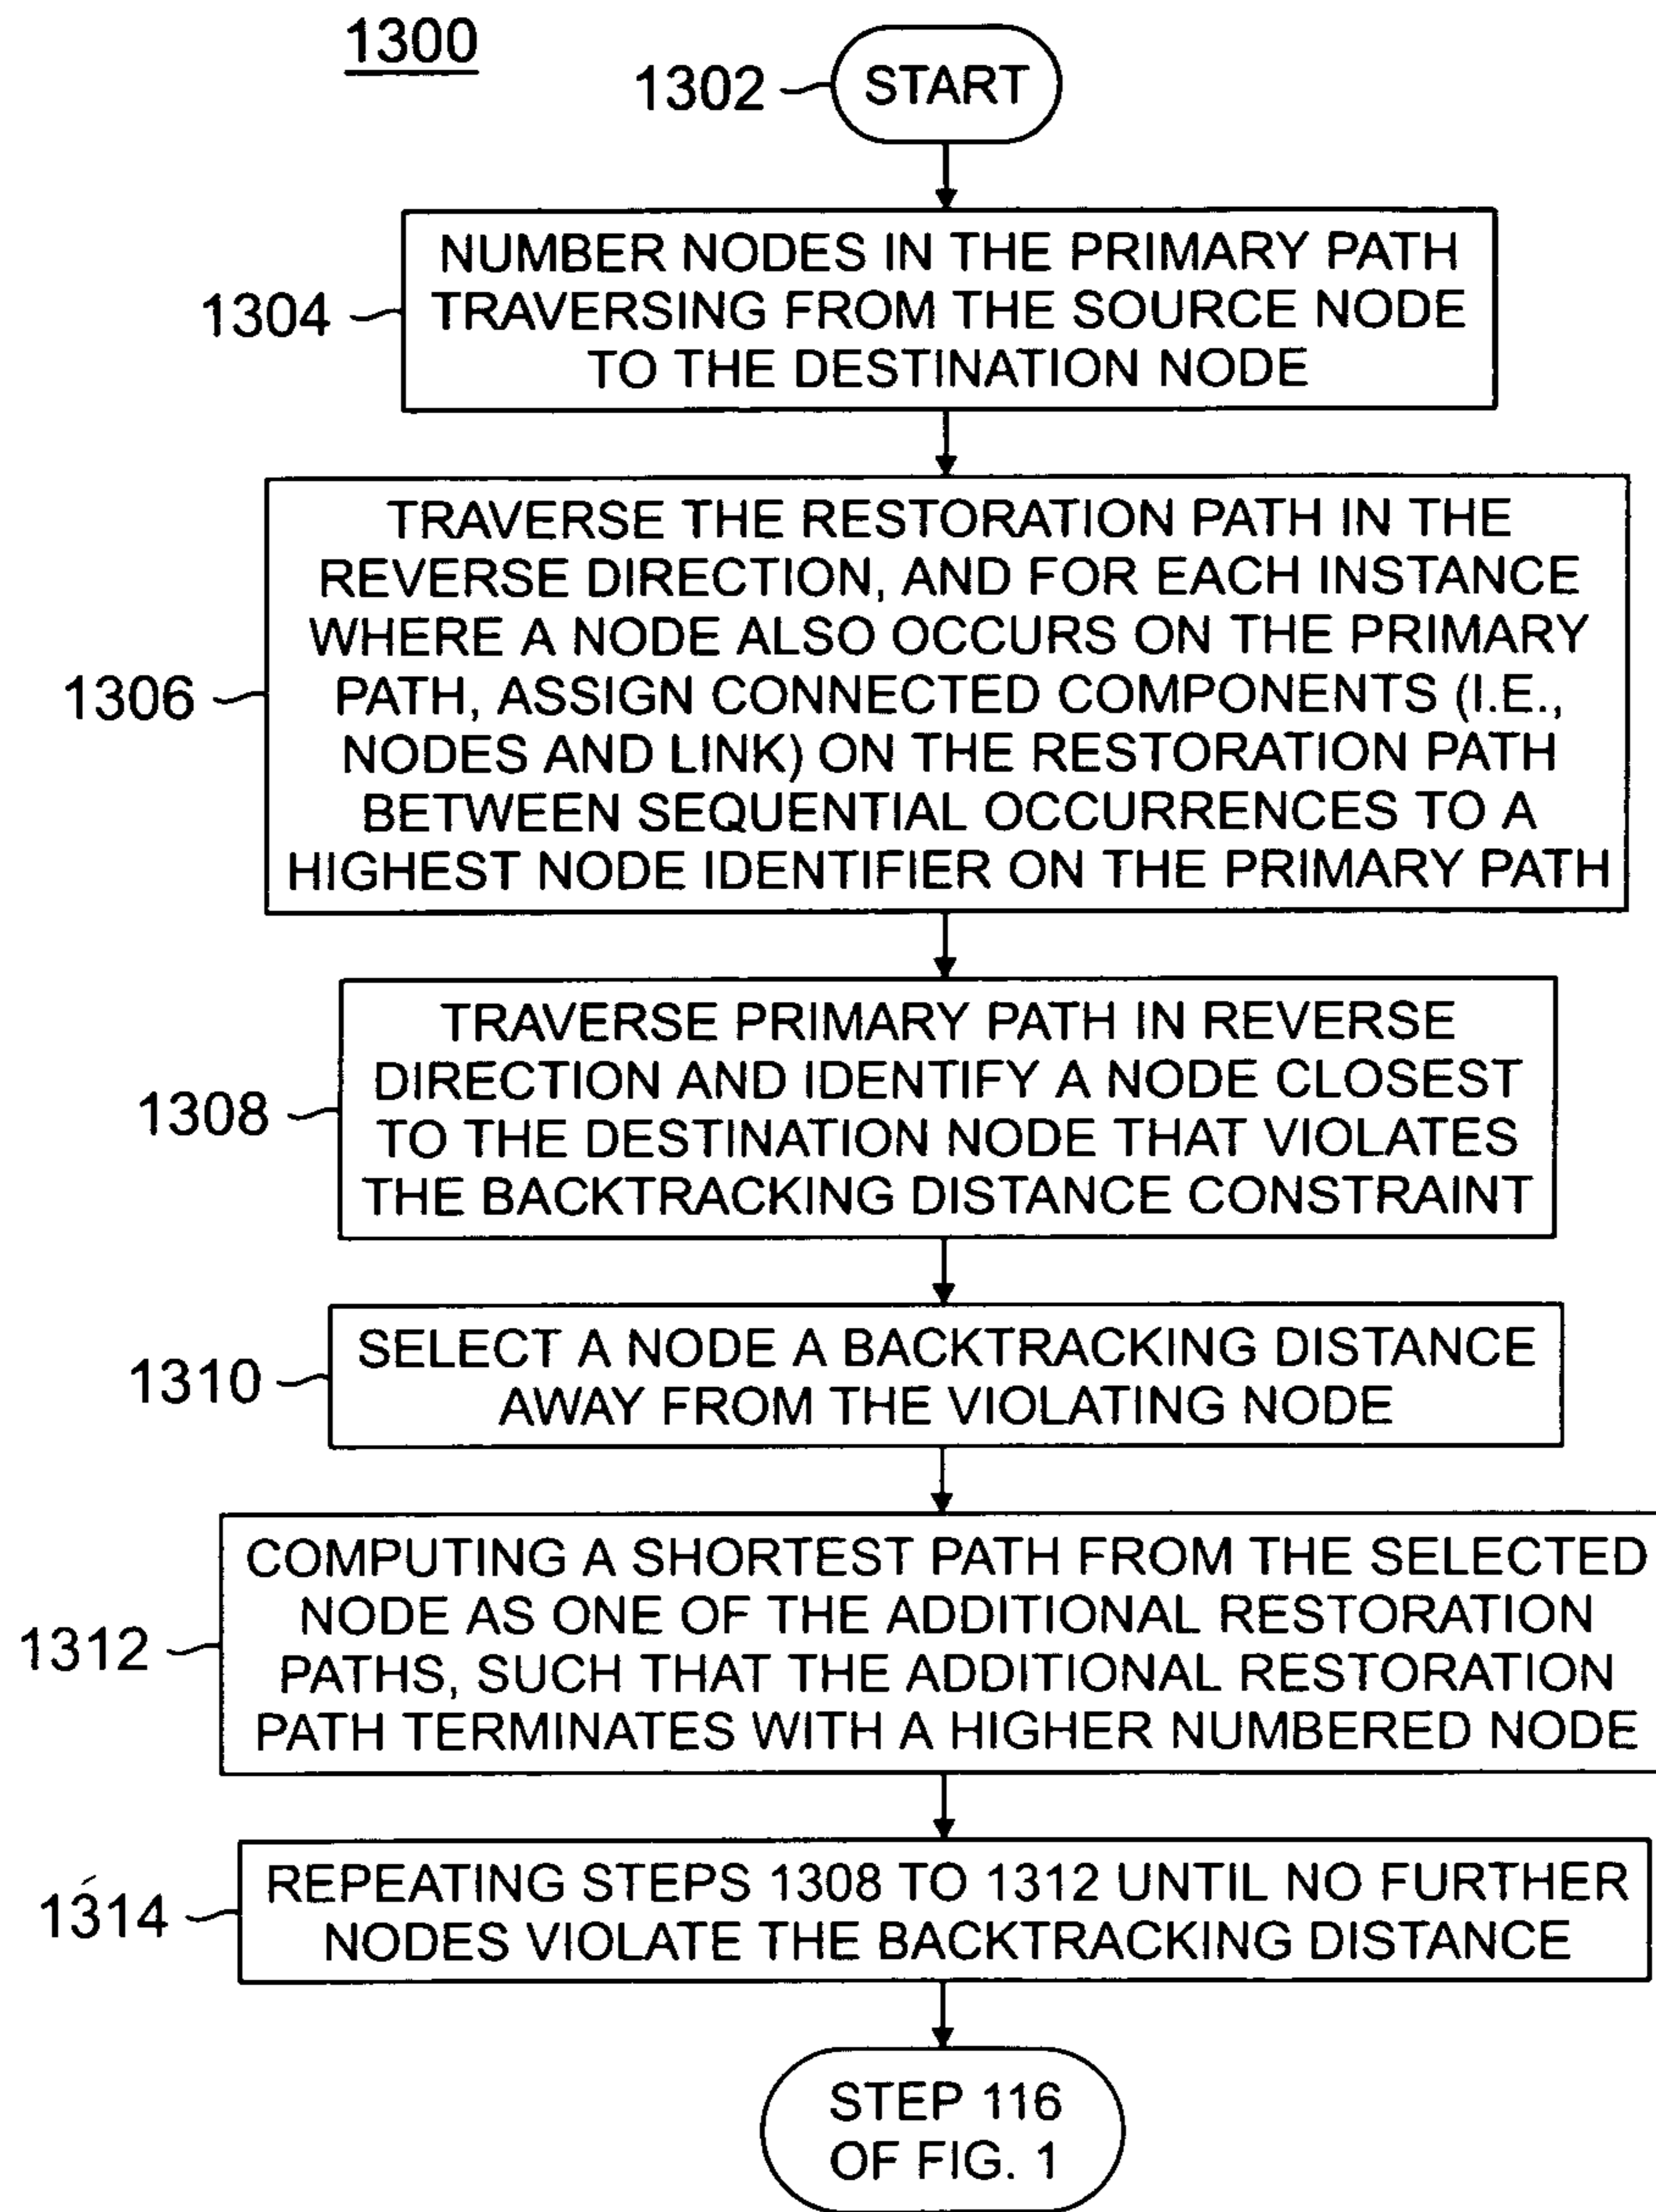 1300
1302
START
1304
NUMBER NODES IN THE PRIMARY PATH
TRAVERSING FROM THE SOURCE NODE
TO THE DESTINATION NODE
1306
TRAVERSE THE RESTORATION PATH IN THE
REVERSE DIRECTION, AND FOR EACH INSTANCE
WHERE A NODE ALSO OCCURS ON THE PRIMARY
PATH, ASSIGN CONNECTED COMPONENTS (I.E.,
NODES AND LINK) ON THE RESTORATION PATH
BETWEEN SEQUENTIAL OCCURRENCES TO A
HIGHEST NODE IDENTIFIER ON THE PRIMARY PATH
1308
TRAVERSE PRIMARY PATH IN REVERSE
DIRECTION AND IDENTIFY A NODE CLOSEST
TO THE DESTINATION NODE THAT VIOLATES
THE BACKTRACKING DISTANCE CONSTRAINT
1310
SELECT A NODE A BACKTRACKING DISTANCE
AWAY FROM THE VIOLATING NODE
1312
COMPUTING A SHORTEST PATH FROM THE SELECTED
NODE AS ONE OF THE ADDITIONAL RESTORATION
PATHS, SUCH THAT THE ADDITIONAL RESTORATION
PATH TERMINATES WITH A HIGHER NUMBERED NODE
1314
REPEATING STEPS 1308 TO 1312 UNTIL NO FURTHER
NODES VIOLATE THE BACKTRACKING DISTANCE
STEP 116
OF FIG. 1